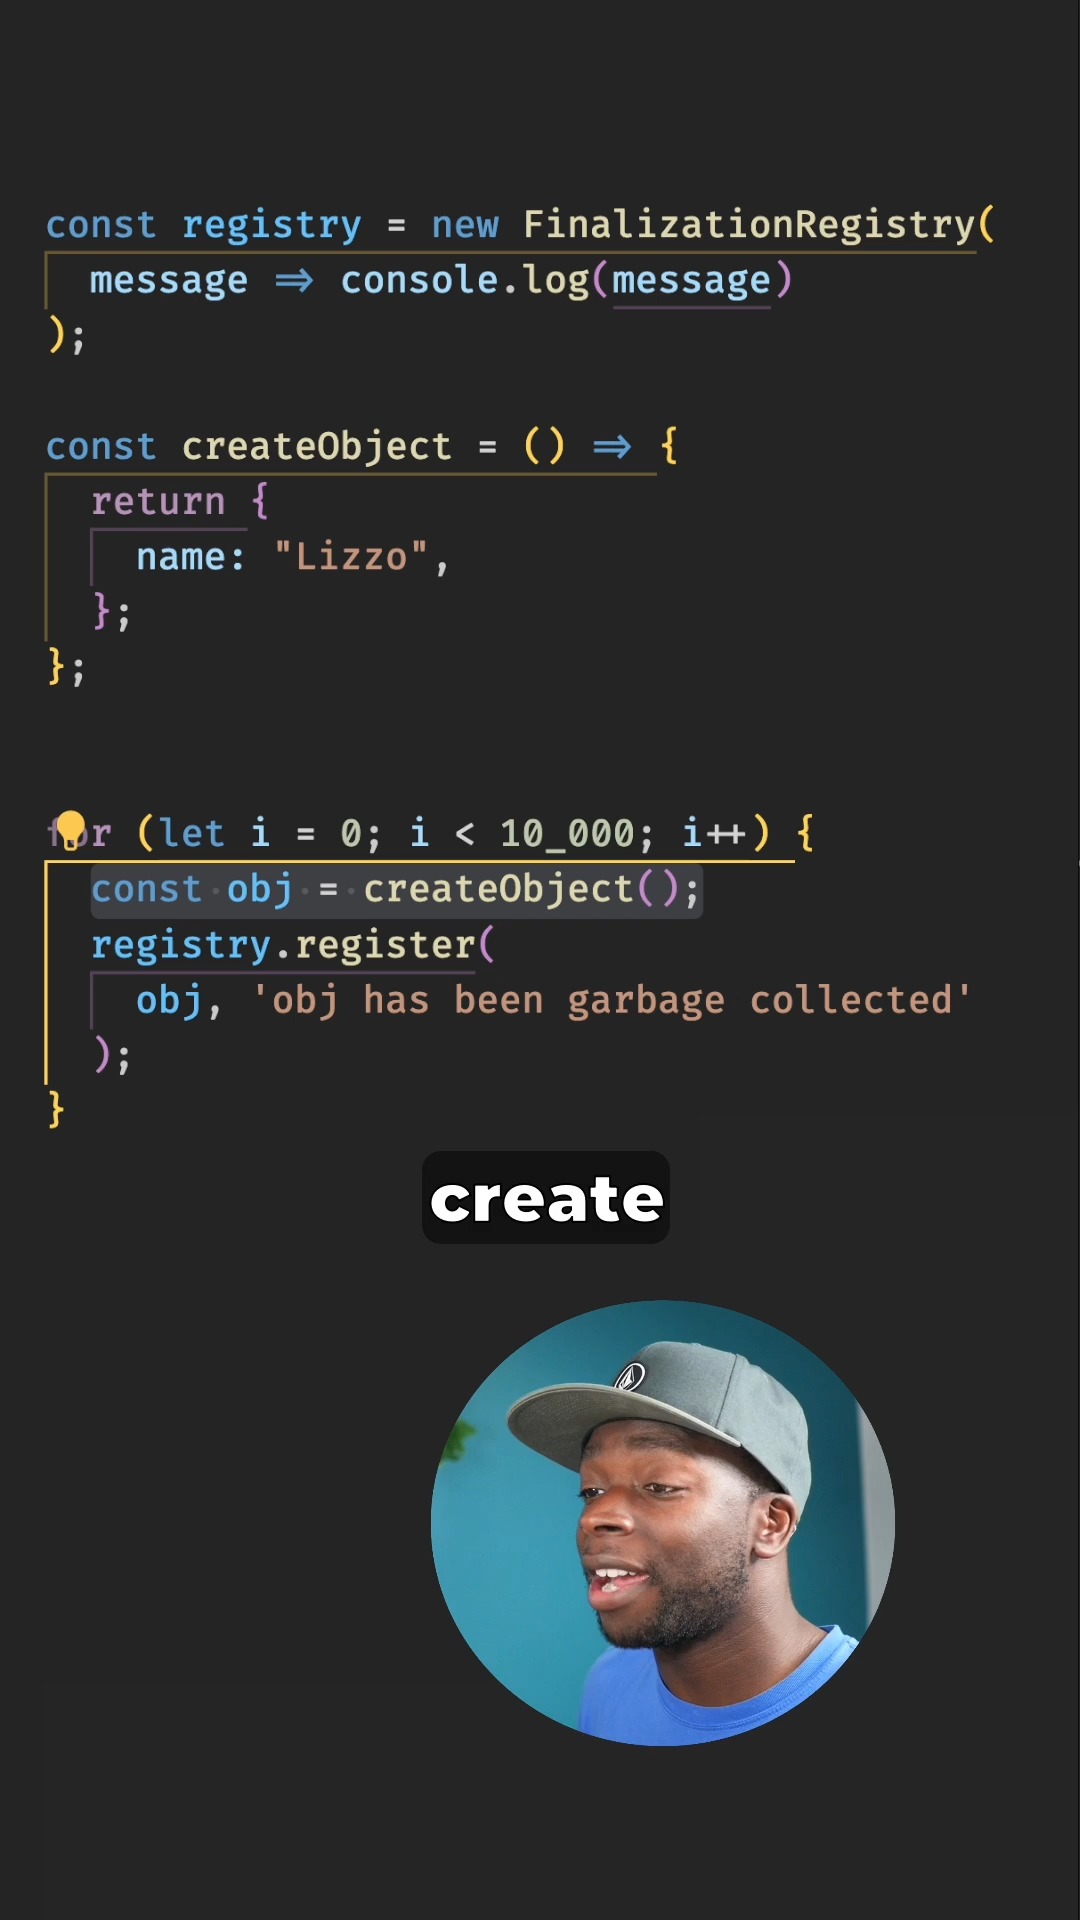 const registry = new FinalizationRegistry(
message => console.log(message)
);
const createObject = () => {
return {
name: "Lizzo",
};
};
for (let i = 0; i < 10_000; i++) {
const obj = createObject();
registry.register(
obj, 'obj has been garbage collected'
);
}
create